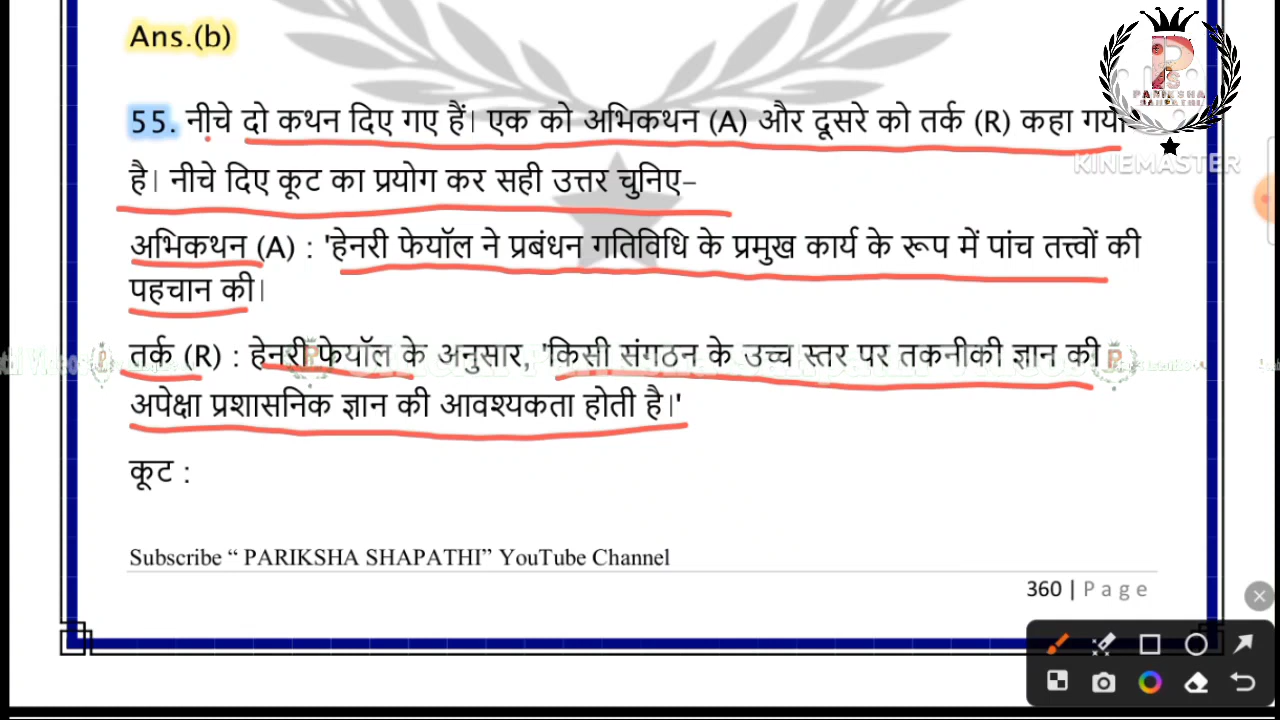 Ans.(b)
PARIKSHA
SHAPATHI
55. नीचे दो कथन दिए गए हैं। एक को अभिकथन (A) और दूसरे को तर्क (R) कहा गया
KINEMASTER
है। नीचे दिए कूट का प्रयोग कर सही उत्तर चुनिए-
अभिकथन (A) : 'हेनरी फेयॉल ने प्रबंधन गतिविधि के प्रमुख कार्य के रूप में पांच तत्त्वों की
पहचान की।
तर्क (R) : हेनरी फेयॉल के अनुसार, 'किसी संगठन के उच्च स्तर पर तकनीकी ज्ञान की
अपेक्षा प्रशासनिक ज्ञान की आवश्यकता होती है।'
कूट :
Subscribe “ PARIKSHA SHAPATHI” YouTube Channel
360 | Page